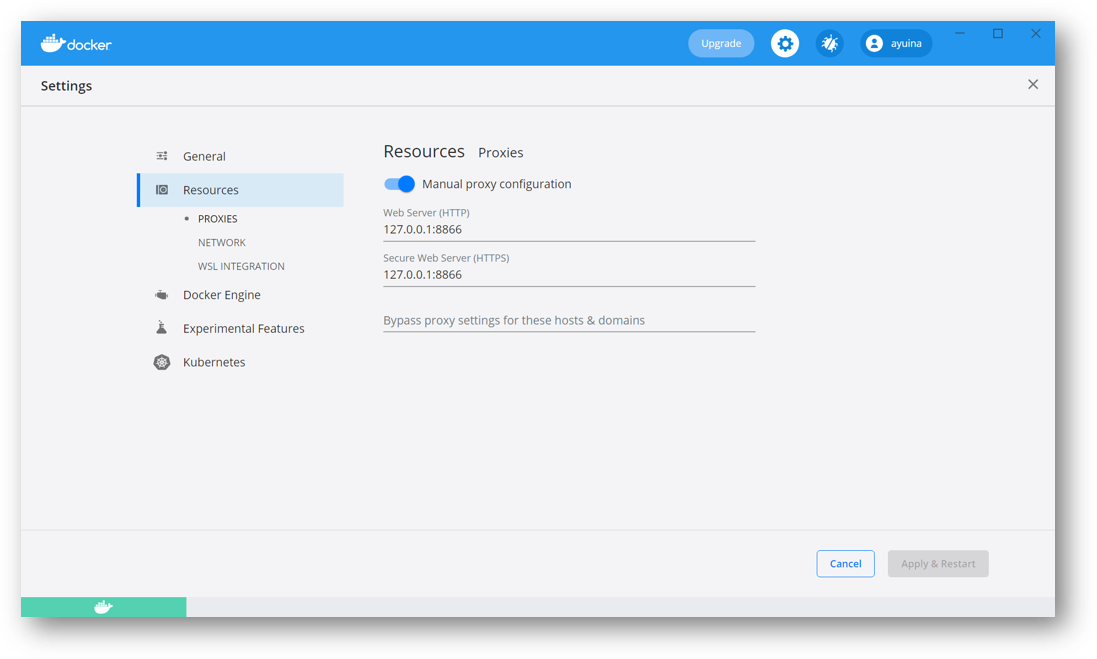 docker
Upgrade
ayuina
Settings
General
Resources
PROXIES
NETWORK
WSL INTEGRATION
Docker Engine
Experimental Features
Kubernetes
Resources Proxies
Manual proxy configuration
Web Server (HTTP)
127.0.0.1:8866
Secure Web Server (HTTPS)
127.0.0.1:8866
Bypass proxy settings for these hosts & domains
Cancel
Apply & Restart